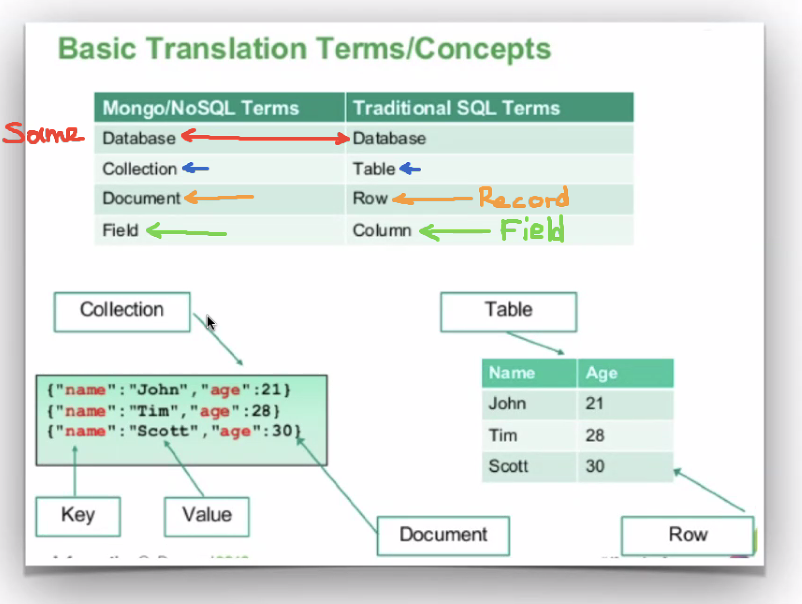 Basic Translation Terms/Concepts
Mongo/NoSQL Terms Traditional SQL Terms
Same Database Database
Collection Table
Document Row Record
Field Column Field
Collection Table
{"name":"John","age":21}
{"name":"Tim","age":28}
{"name":"Scott","age":30}
Name Age
John 21
Tim 28
Scott 30
Key Value Document Row